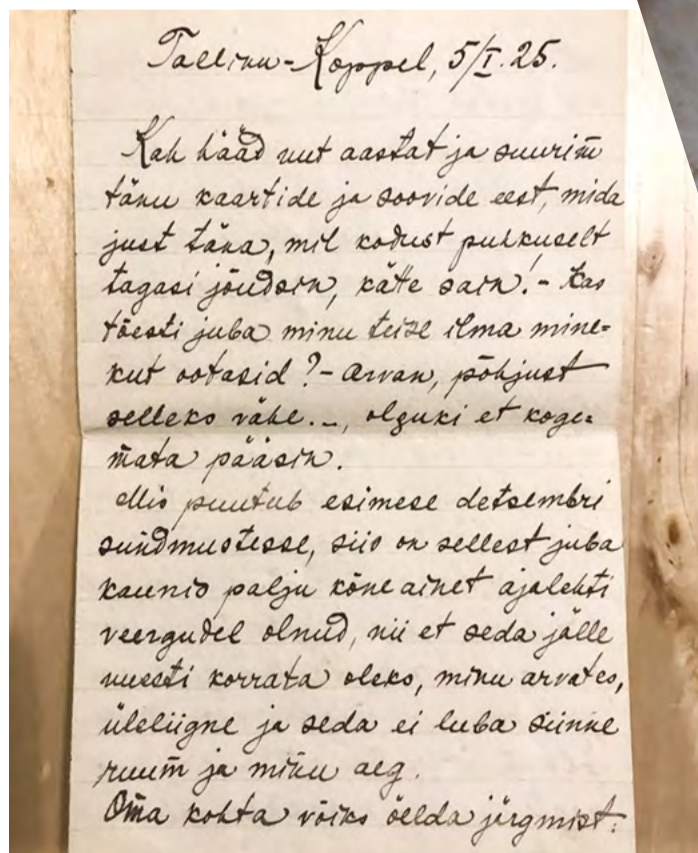 Tallinn-Koppel, 5/I.25.
Kah hääd uut aastat ja suurim
tänu kaartide ja soovide eest, mida
just täna, mil kodust puhkuselt
tagasi jõudsin, kätte sain! - Kas
tõesti juba minu teise ilma mine=
kut ootasid? - Arvan, põhjust
selleks vähe. -, olguki et koge=
mata pääsin.
Mis puutub esimese detsembri
sündmustesse, siis on sellest juba
kaunis palju kõneainet ajalehti
veergudel olnud, nii et seda jälle
uuesti korrata oleks, minu arvates,
üleliigne ja seda ei luba siinne
ruum ja minu aeg.
Oma kohta võiks öelda järgmist: